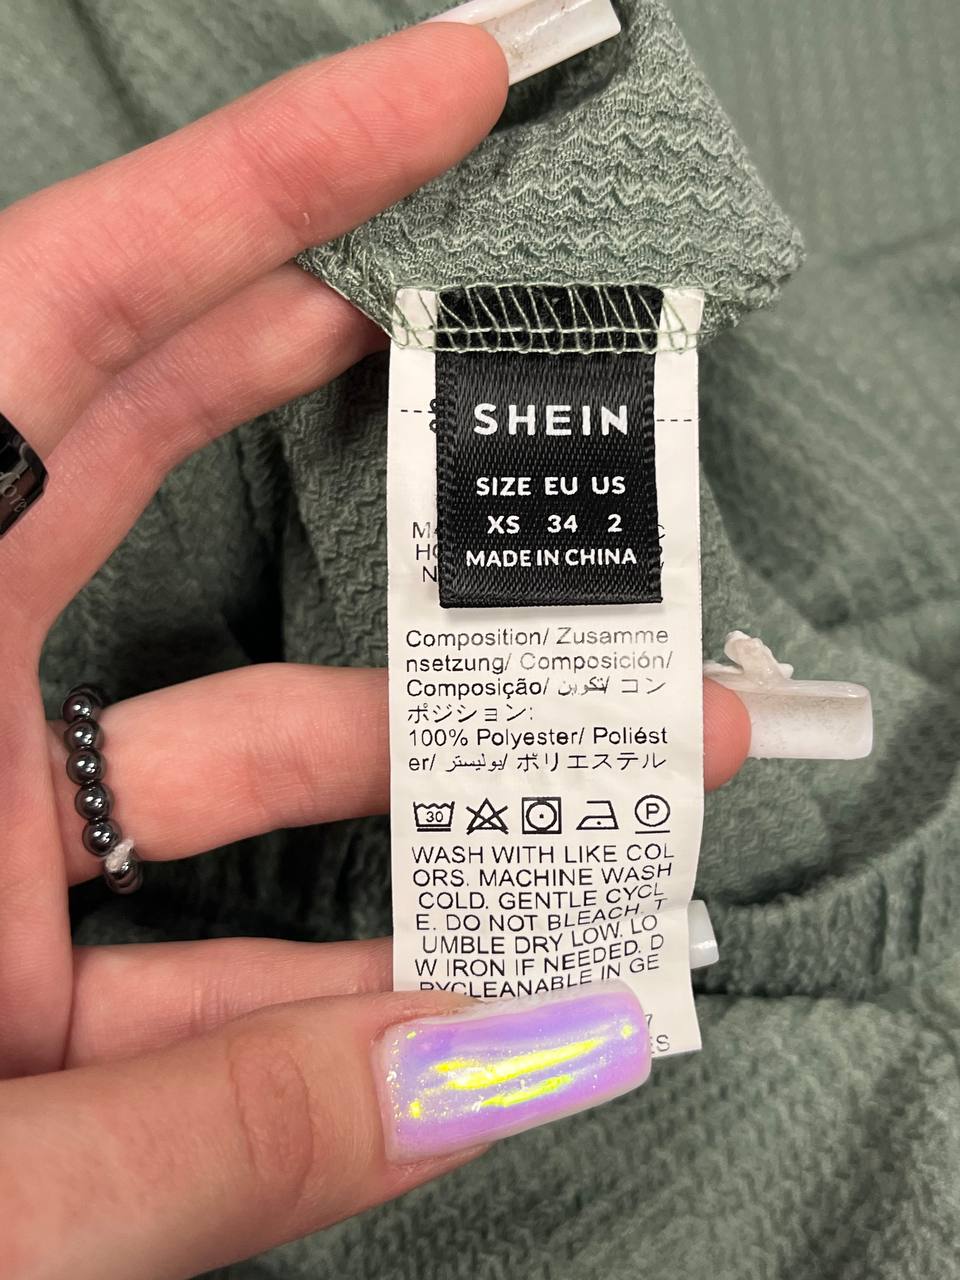 SHEIN
SIZE EU US
XS 34 2
MADE IN CHINA
Composition/ Zusamme
nsetzung/ Composición/
Composição/ تكوين/ コン
ポジション:
100% Polyester/ Poliést
er/ بوليستر/ ポリエステル
30
P
WASH WITH LIKE COL
ORS. MACHINE WASH
COLD. GENTLE CYCL
E. DO NOT BLEACH. T
UMBLE DRY LOW. LO
W IRON IF NEEDED. D
RYCLEANABLE IN GE